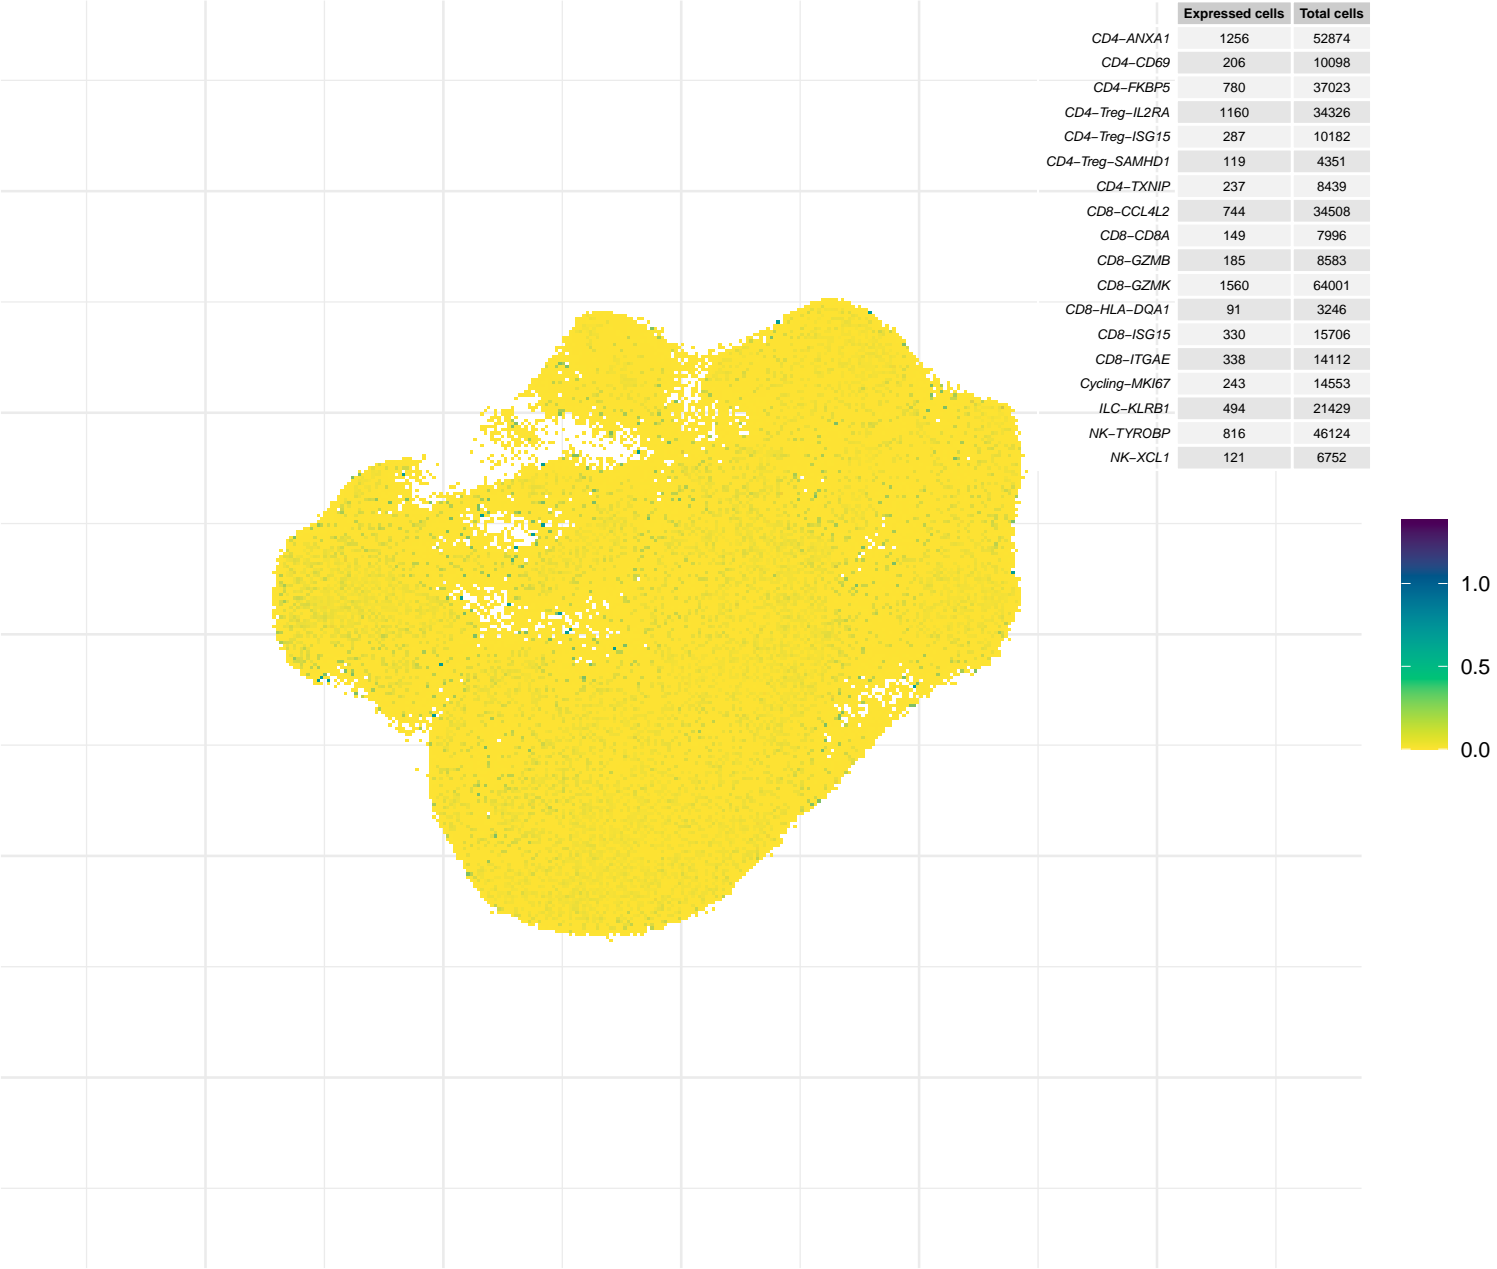 Expressed cells Total cells
CD4−ANXA1 1256 52874
CD4−CD69 206 10098
CD4−FKBP5 780 37023
CD4−Treg−IL2RA 1160 34326
CD4−Treg−ISG15 287 10182
CD4−Treg−SAMHD1 119 4351
CD4−TXNIP 237 8439
CD8−CCL4L2 744 34508
CD8−CD8A 149 7996
CD8−GZMB 185 8583
CD8−GZMK 1560 64001
CD8−HLA−DQA1 91 3246
CD8−ISG15 330 15706
CD8−ITGAE 338 14112
Cycling−MKI67 243 14553
ILC−KLRB1 494 21429
NK−TYROBP 816 46124
NK−XCL1 121 6752
1.0
0.5
0.0